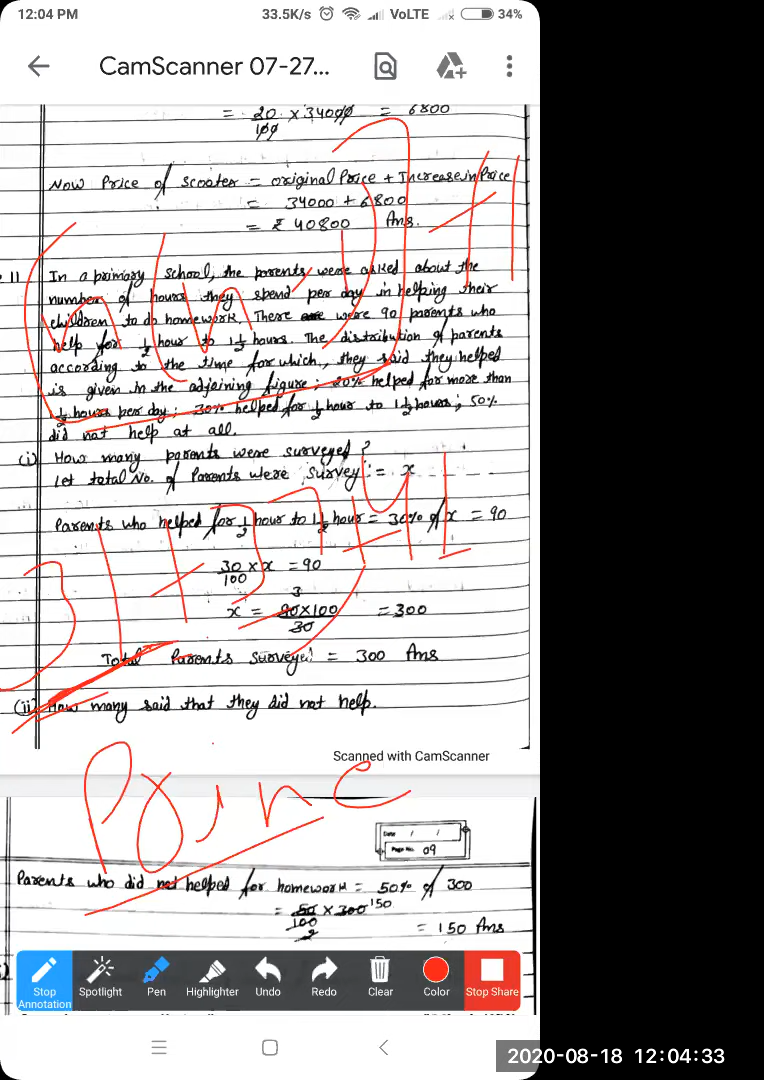 12:04 PM 33.5K/s VoLTE 34%
CamScanner 07-27...
= 20/100 × 34000 = 6800
Now Price of Scooter = original Price + Increase in Price
= 34000 + 6800
= ₹ 40800 Ans.
11 In a primary school, the parents were asked about the
number of hours they spend per day in helping their
children to do homework. There were 90 parents who
help for 1/2 hour to 1 1/2 hours. The distribution of parents
according to the time for which, they said they helped
is given in the adjoining figure; 20% helped for more than
1 1/2 hours per day; 30% helped for 1/2 hour to 1 1/2 hours; 50%
did not help at all.
(i) How many parents were surveyed?
let total No. of Parents were Survey = x
Parents who helped for 1/2 hour to 1 1/2 hour = 30% of x = 90
30/100 × x = 90
3
x = 90×100/30 = 300
Total Parents Surveyed = 300 Ans
(ii) How many said that they did not help.
Scanned with CamScanner
31 37 41
Date / /
Page No. 09
Parents who did not helped for homework = 50% of 300
= 50/100 × 300 150
2
= 150 Ans
Stop Annotation Spotlight Pen Highlighter Undo Redo Clear Color Stop Share
2020-08-18 12:04:33